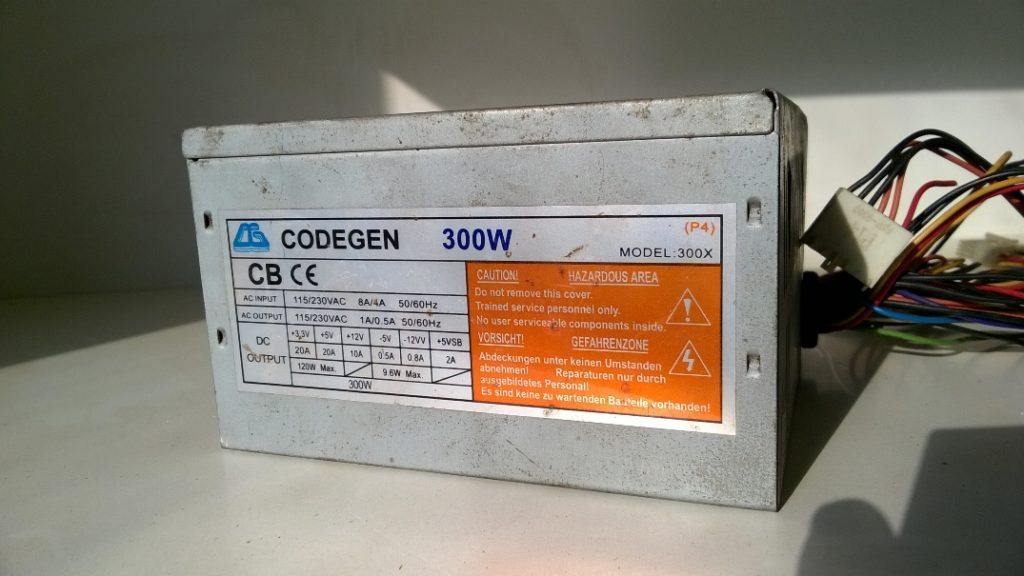 CODEGEN 300W (P4)
MODEL:300X
CB CE
AC INPUT 115/230VAC 8A/4A 50/60Hz
AC OUTPUT 115/230VAC 1A/0.5A 50/60Hz
DC OUTPUT
+3.3V +5V +12V -5V -12VV +5VSB
20A 20A 10A 0.5A 0.8A 2A
120W Max. 9.6W Max.
300W
CAUTION! HAZARDOUS AREA
Do not remove this cover.
Trained service personnel only.
No user serviceable components inside.
VORSICHT! GEFAHRENZONE
Abdeckungen unter keinen Umstanden
abnehmen! Reparaturen nur durch
ausgebildetes Personal!
Es sind keine zu wartenden Bauteile vorhanden!